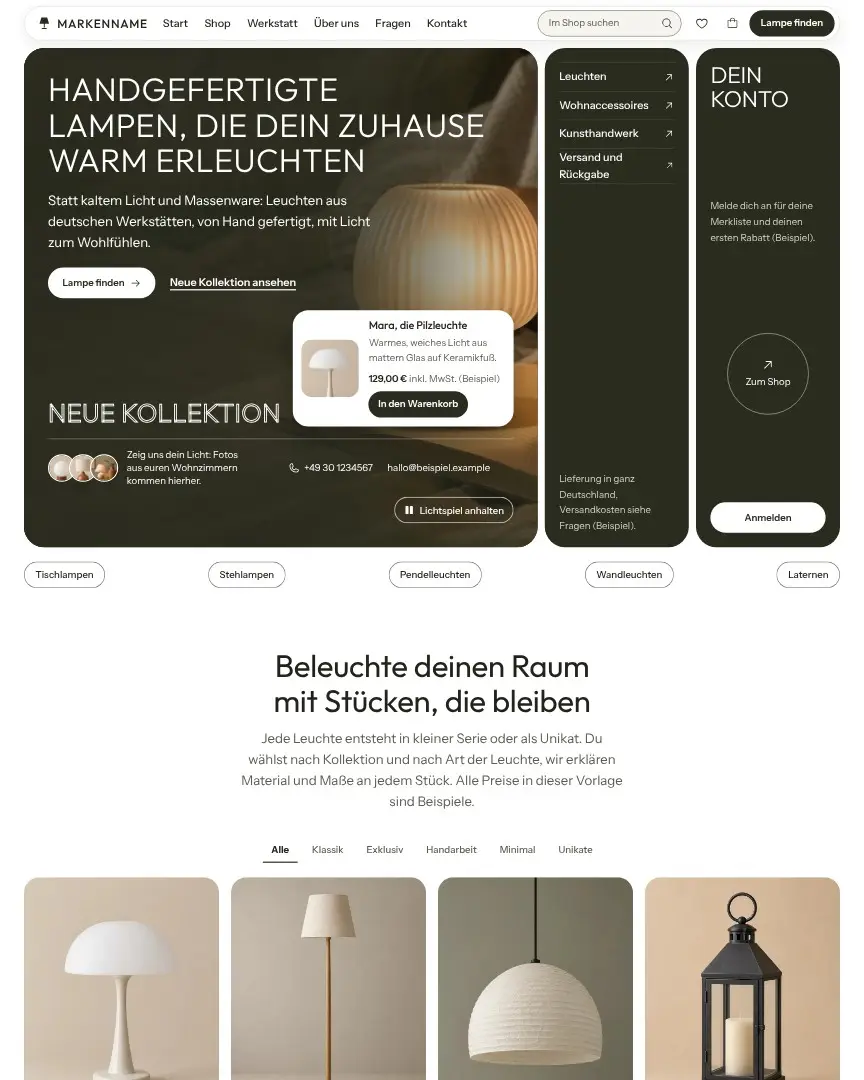 MARKENNAME
Start
Shop
Werkstatt
Über uns
Fragen
Kontakt
Im Shop suchen
Lampe finden
HANDGEFERTIGTE
LAMPEN, DIE DEIN ZUHAUSE
WARM ERLEUCHTEN
Statt kaltem Licht und Massenware: Leuchten aus
deutschen Werkstätten, von Hand gefertigt, mit Licht
zum Wohlfühlen.
Lampe finden
Neue Kollektion ansehen
Mara, die Pilzleuchte
Warmes, weiches Licht aus
mattem Glas auf Keramikfuß.
129,00 € inkl. MwSt. (Beispiel)
In den Warenkorb
NEUE KOLLEKTION
Zeig uns dein Licht: Fotos
aus euren Wohnzimmern
kommen hierher.
+49 30 1234567
hallo@beispiel.example
Lichtspiel anhalten
Leuchten
Wohnaccessoires
Kunsthandwerk
Versand und
Rückgabe
Lieferung in ganz
Deutschland,
Versandkosten siehe
Fragen (Beispiel).
DEIN
KONTO
Melde dich an für deine
Merkliste und deinen
ersten Rabatt (Beispiel).
Zum Shop
Anmelden
Tischlampen
Stehlampen
Pendelleuchten
Wandleuchten
Laternen
Beleuchte deinen Raum
mit Stücken, die bleiben
Jede Leuchte entsteht in kleiner Serie oder als Unikat. Du
wählst nach Kollektion und nach Art der Leuchte, wir erklären
Material und Maße an jedem Stück. Alle Preise in dieser Vorlage
sind Beispiele.
Alle
Klassik
Exklusiv
Handarbeit
Minimal
Unikate